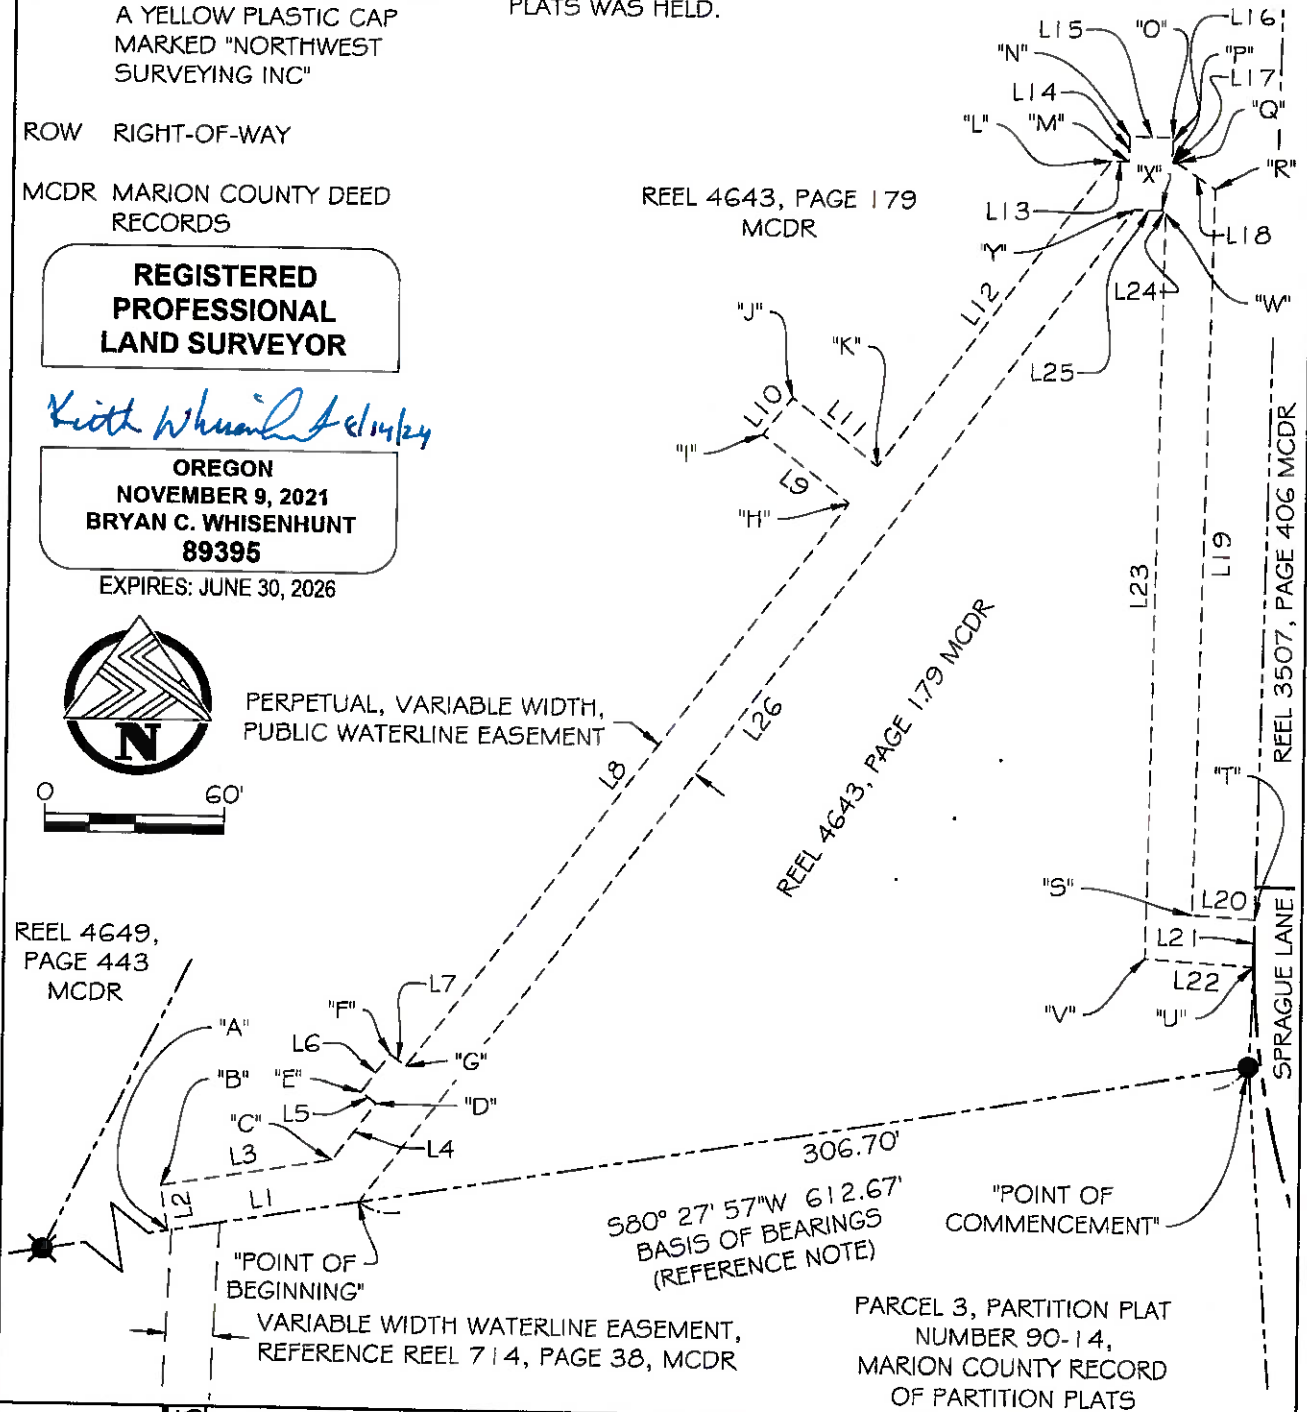 A YELLOW PLASTIC CAP
MARKED "NORTHWEST
SURVEYING INC"
PLATS WAS HELD.
ROW RIGHT-OF-WAY
MCDR MARION COUNTY DEED
RECORDS
REGISTERED
PROFESSIONAL
LAND SURVEYOR
8/14/24
OREGON
NOVEMBER 9, 2021
BRYAN C. WHISENHUNT
89395
EXPIRES: JUNE 30, 2026
N
0 60'
PERPETUAL, VARIABLE WIDTH,
PUBLIC WATERLINE EASEMENT
REEL 4643, PAGE 179
MCDR
L15
"O"
L16
"N"
"P"
L14
L17
"L"
"M"
"Q"
"X"
"R"
L13
L18
"Y"
L24
"W"
L12
L25
"J"
"K"
L10
L11
"I"
L9
"H"
L23
L19
REEL 3507, PAGE 406 MCDR
L8
L26
REEL 4643, PAGE 179 MCDR
"T"
"S"
L20
L21
L22
"V"
"U"
SPRAGUE LANE
REEL 4649,
PAGE 443
MCDR
"A"
"F"
L7
L6
"G"
"B"
"E"
L5
"D"
"C"
L4
L3
L2
L1
306.70'
S80° 27' 57"W 612.67'
BASIS OF BEARINGS
(REFERENCE NOTE)
"POINT OF
COMMENCEMENT"
"POINT OF
BEGINNING"
VARIABLE WIDTH WATERLINE EASEMENT,
REFERENCE REEL 714, PAGE 38, MCDR
PARCEL 3, PARTITION PLAT
NUMBER 90-14,
MARION COUNTY RECORD
OF PARTITION PLATS